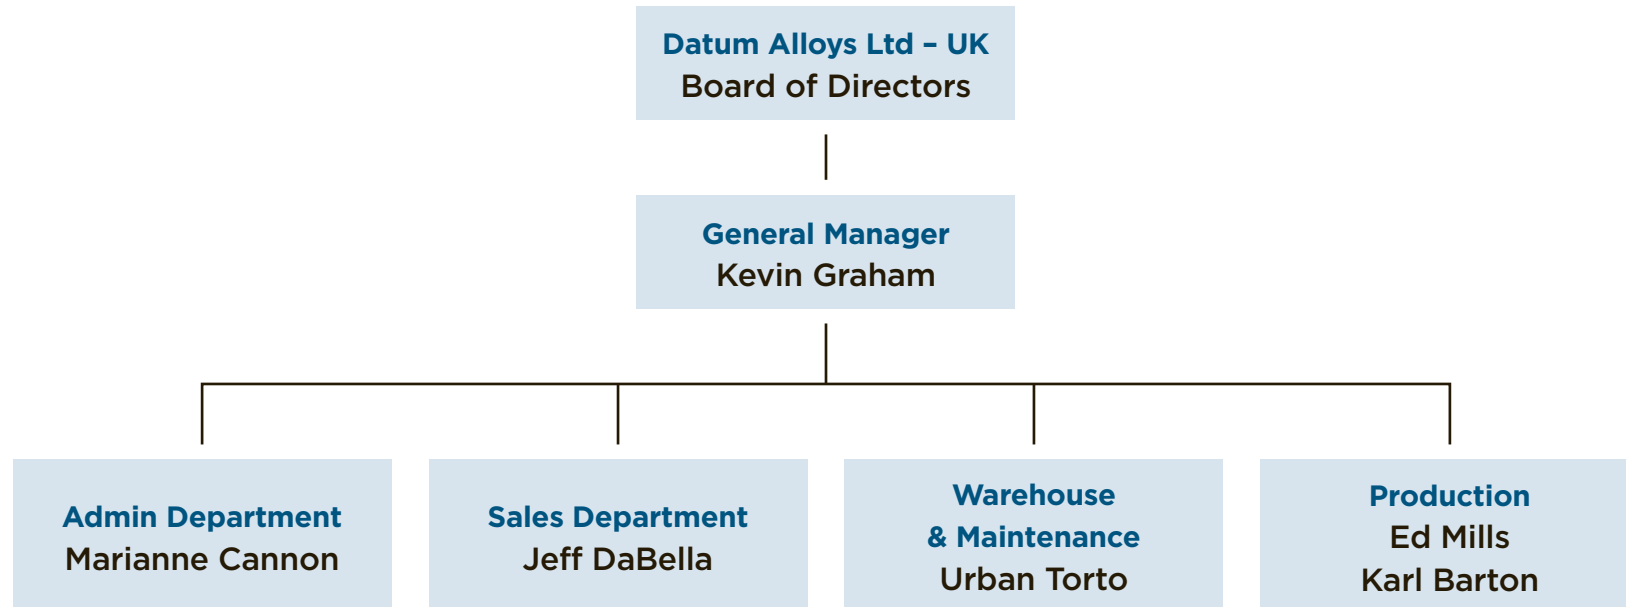 Datum Alloys Ltd – UK
Board of Directors
General Manager
Kevin Graham
Admin Department
Marianne Cannon
Sales Department
Jeff DaBella
Warehouse
& Maintenance
Urban Torto
Production
Ed Mills
Karl Barton